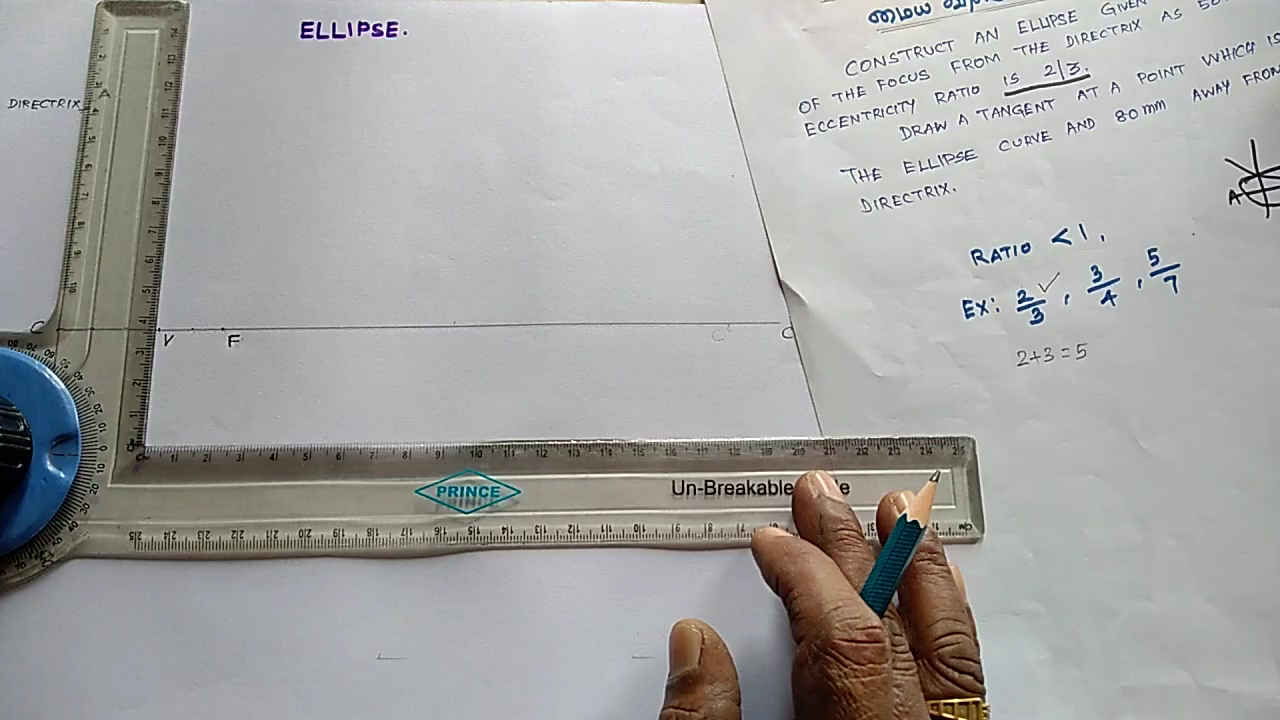 ELLIPSE.
DIRECTRIX
A
C
V
F
C'
C
PRINCE
Un-Breakable
CONSTRUCT AN ELLIPSE GIVEN
OF THE FOCUS FROM THE DIRECTRIX AS 50
ECCENTRICITY RATIO IS 2/3.
DRAW A TANGENT AT A POINT WHICH IS
THE ELLIPSE CURVE AND 80mm AWAY FROM
DIRECTRIX.
A
RATIO < 1,
EX: 2/3 ✓, 3/4, 5/7
2+3=5